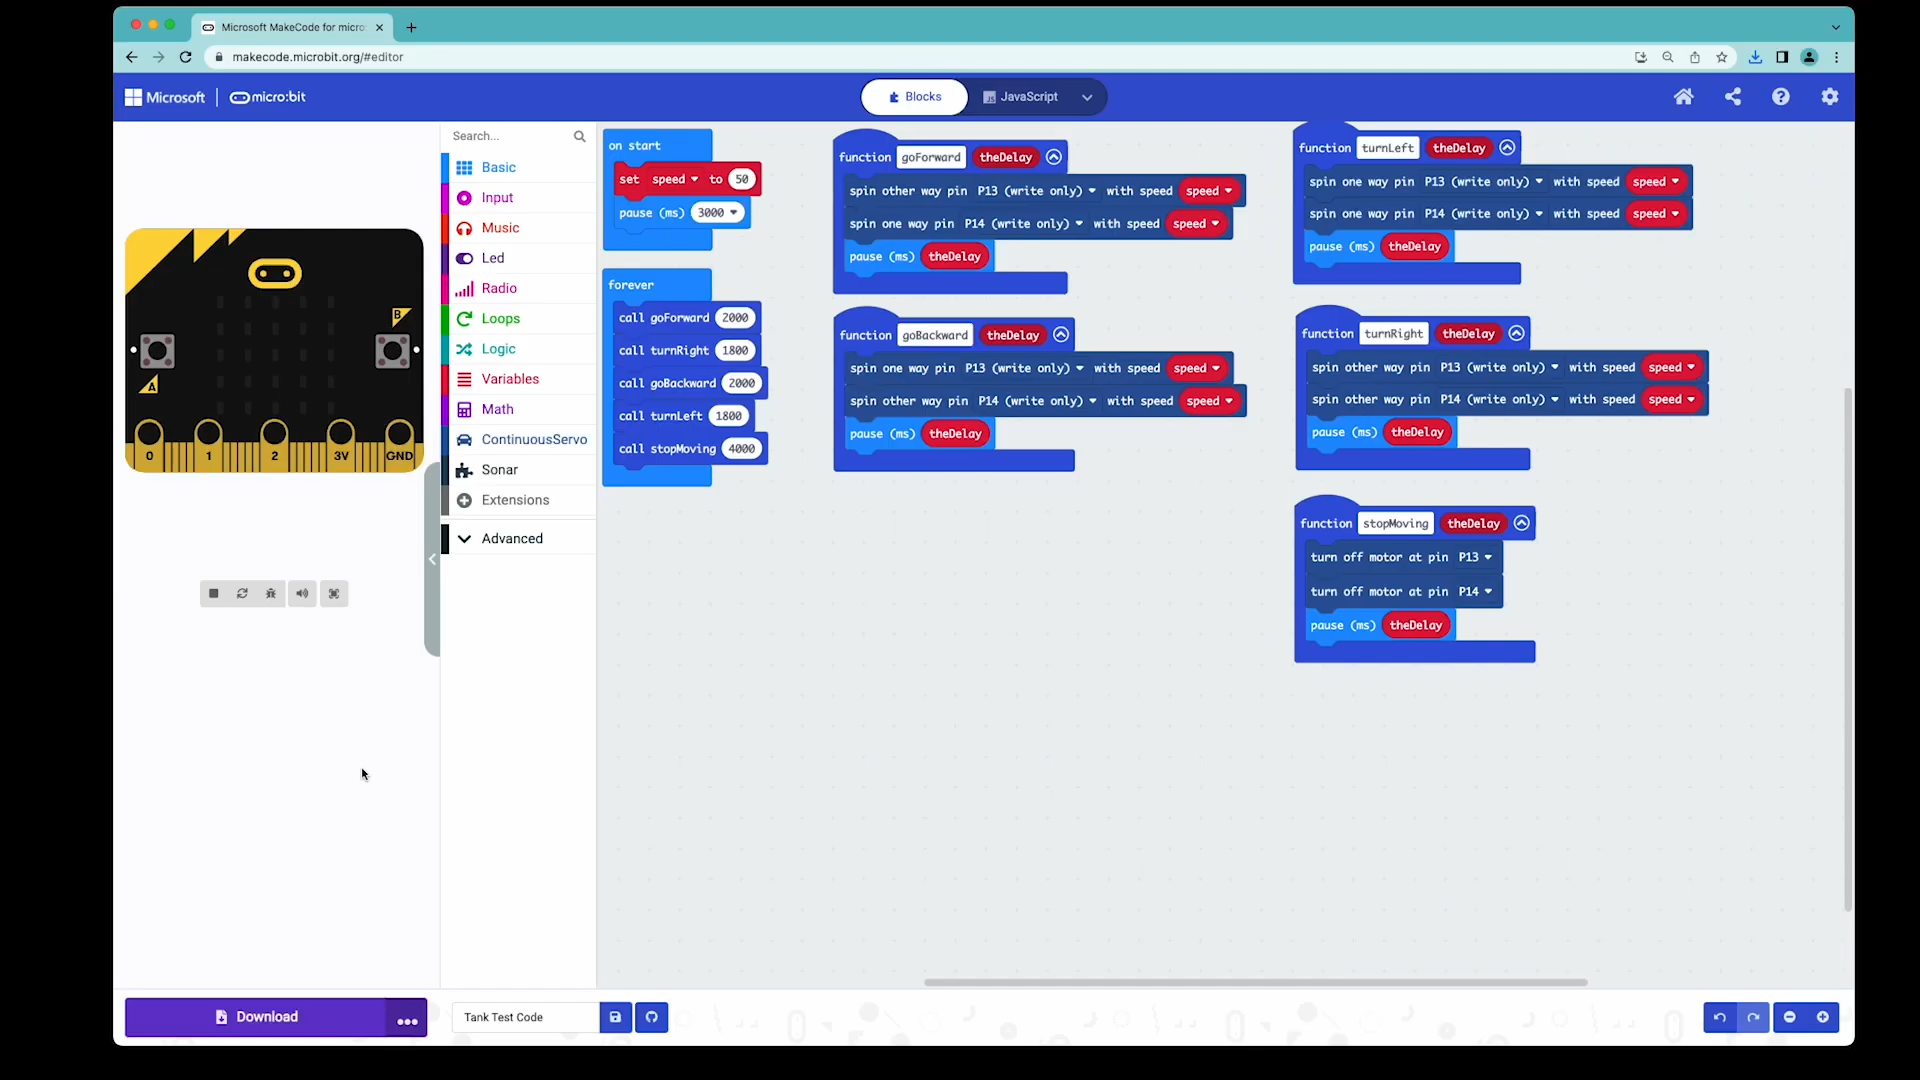 Microsoft MakeCode for micro
makecode.microbit.org/#editor
Microsoft micro:bit
Blocks
JavaScript
Search...
Basic
Input
Music
Led
Radio
Loops
Logic
Variables
Math
ContinuousServo
Sonar
Extensions
Advanced
A
B
0 1 2 3V GND
on start
set speed to 50
pause (ms) 3000
forever
call goForward 2000
call turnRight 1800
call goBackward 2000
call turnLeft 1800
call stopMoving 4000
function goForward theDelay
spin other way pin P13 (write only) with speed speed
spin one way pin P14 (write only) with speed speed
pause (ms) theDelay
function goBackward theDelay
spin one way pin P13 (write only) with speed speed
spin other way pin P14 (write only) with speed speed
pause (ms) theDelay
function turnLeft theDelay
spin one way pin P13 (write only) with speed speed
spin one way pin P14 (write only) with speed speed
pause (ms) theDelay
function turnRight theDelay
spin other way pin P13 (write only) with speed speed
spin other way pin P14 (write only) with speed speed
pause (ms) theDelay
function stopMoving theDelay
turn off motor at pin P13
turn off motor at pin P14
pause (ms) theDelay
Download
Tank Test Code